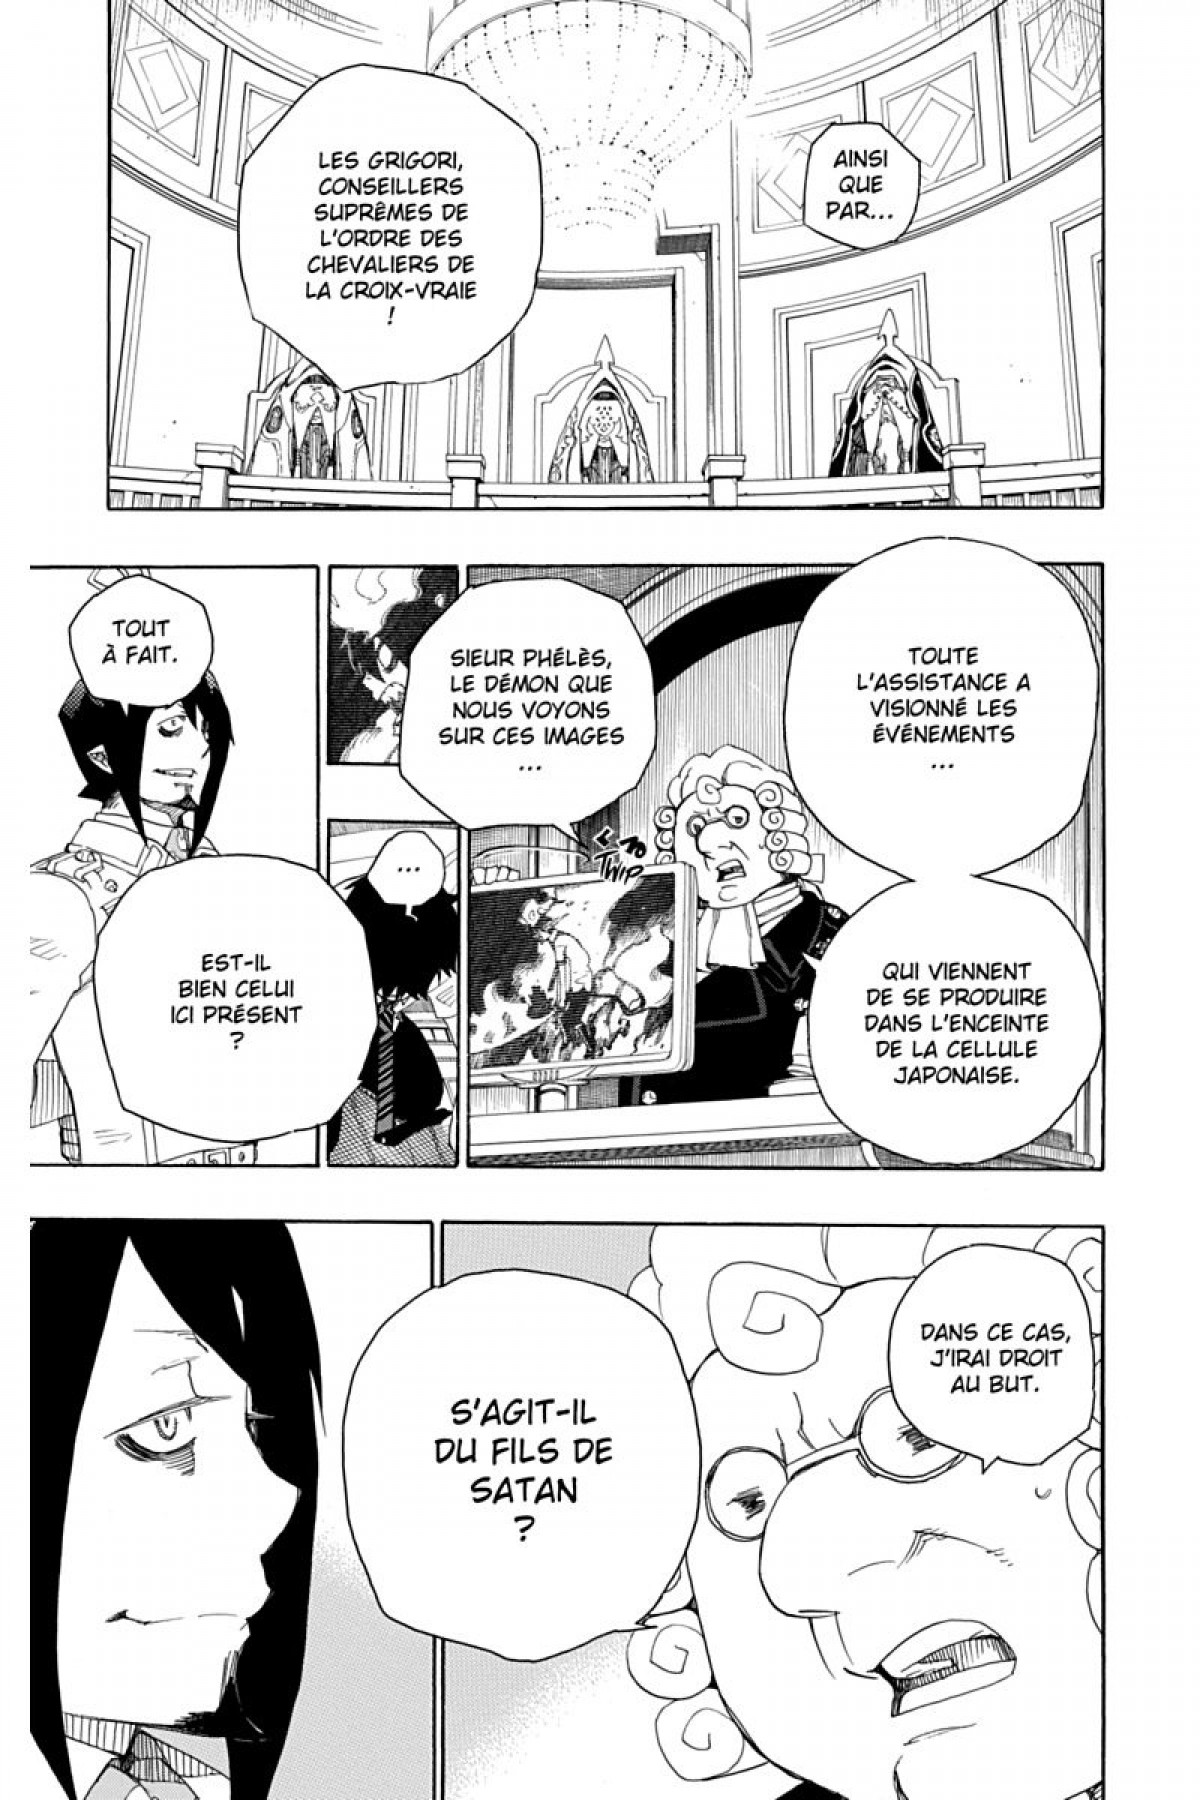 AINSI
QUE
PAR...
LES GRIGORI,
CONSEILLERS
SUPRÊMES DE
L'ORDRE DES
CHEVALIERS DE
LA CROIX-VRAIE
!
TOUTE
L'ASSISTANCE A
VISIONNÉ LES
ÉVÉNEMENTS
...
QUI VIENNENT
DE SE PRODUIRE
DANS L'ENCEINTE
DE LA CELLULE
JAPONAISE.
SIEUR PHÉLÈS,
LE DÉMON QUE
NOUS VOYONS
SUR CES IMAGES
...
TWIP
...
EST-IL
BIEN CELUI
ICI PRÉSENT
?
TOUT
À FAIT.
DANS CE CAS,
J'IRAI DROIT
AU BUT.
S'AGIT-IL
DU FILS DE
SATAN
?